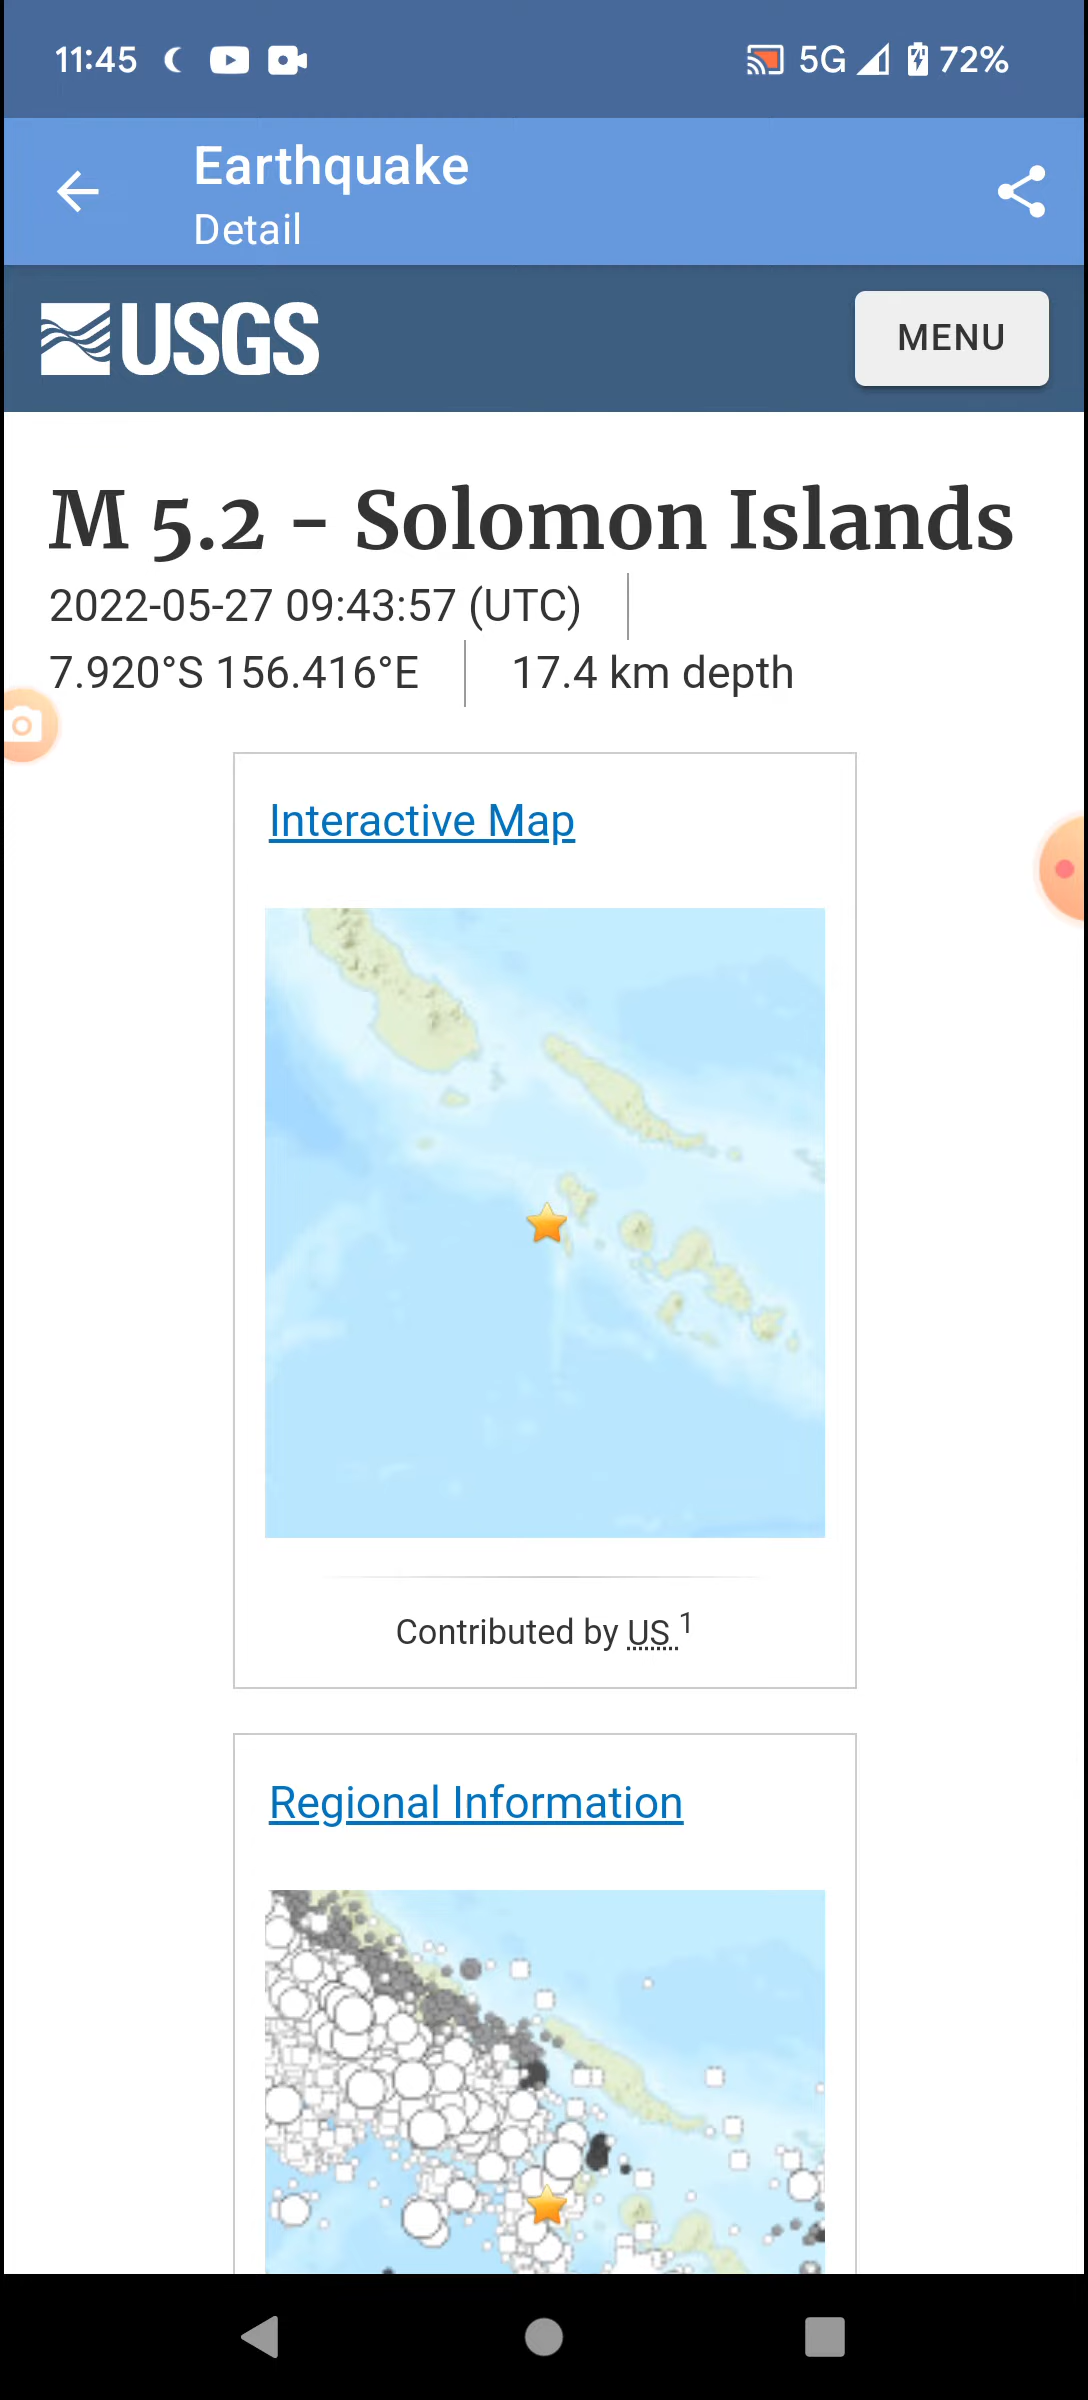 11:45
5G
72%
Earthquake
Detail
USGS
MENU
M 5.2 - Solomon Islands
2022-05-27 09:43:57 (UTC)
7.920°S 156.416°E
17.4 km depth
Interactive Map
Contributed by US 1
Regional Information